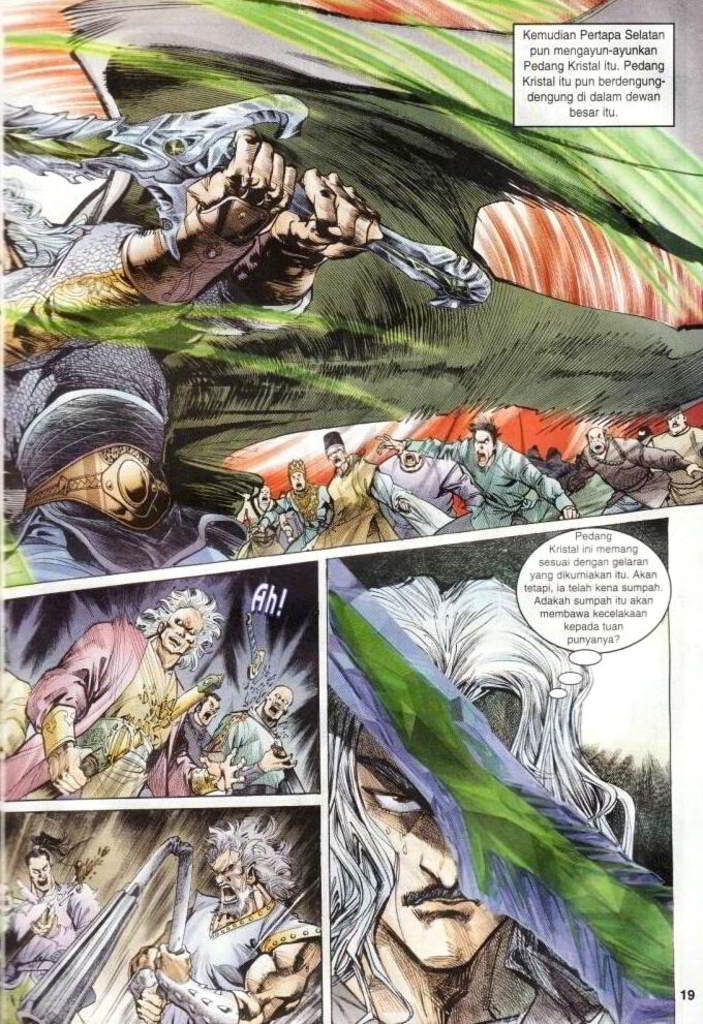 Kemudian Pertapa Selatan
pun mengayun-ayunkan
Pedang Kristal itu. Pedang
Kristal itu pun berdengung-
dengung di dalam dewan
besar itu.
Ah!
Pedang
Kristal ini memang
sesuai dengan gelaran
yang dikurniakan itu. Akan
tetapi, ia telah kena sumpah.
Adakah sumpah itu akan
membawa kecelakaan
kepada tuan
punyanya?
19